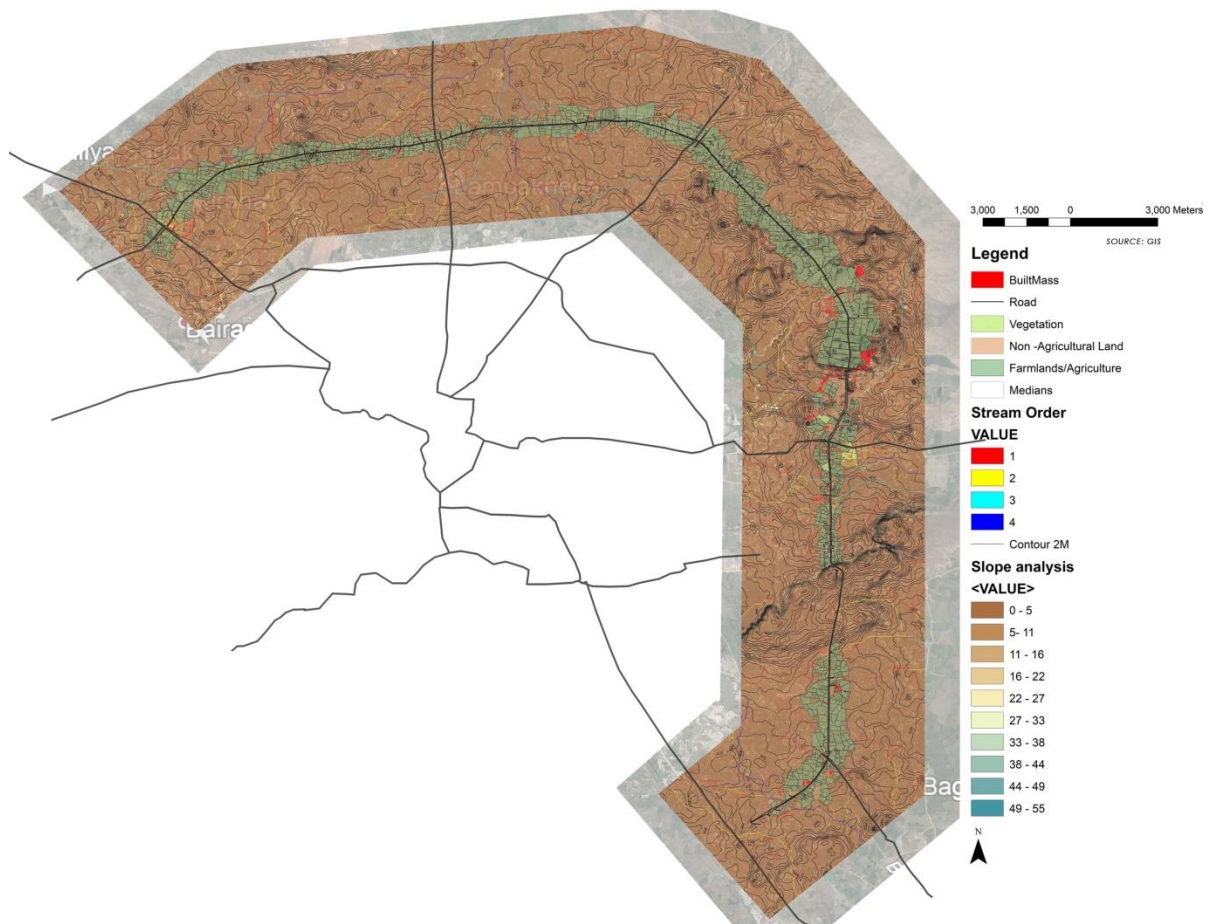 Baira
Bag
3,000 1,500 0 3,000 Meters
SOURCE: GIS
Legend
BuiltMass
Road
Vegetation
Non -Agricultural Land
Farmlands/Agriculture
Medians
Stream Order
VALUE
1
2
3
4
Contour 2M
Slope analysis
<VALUE>
0 - 5
5- 11
11 - 16
16 - 22
22 - 27
27 - 33
33 - 38
38 - 44
44 - 49
49 - 55
N